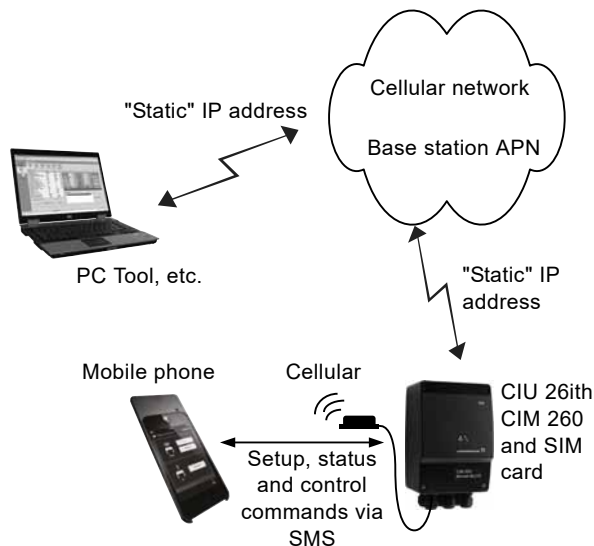 Cellular network
"Static" IP address
Base station APN
PC Tool, etc.
"Static" IP
address
Mobile phone
Cellular
CIU 26ith
CIM 260
and SIM
card
Setup, status
and control
commands via
SMS